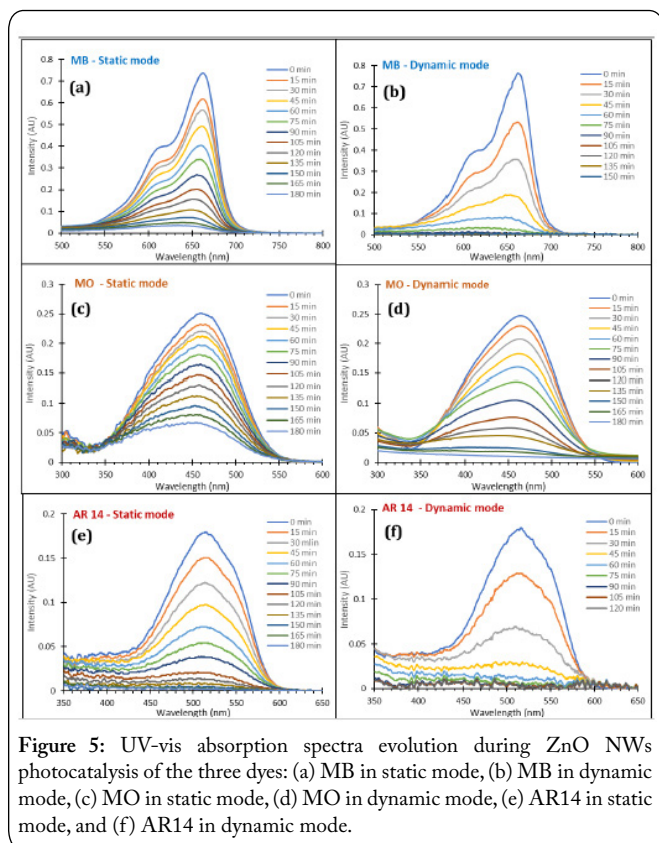 MB - Static mode
(a)
0.8
0.7
0.6
0.5
0.4
0.3
0.2
0.1
0
Intensity (AU)
500 550 600 650 700 750 800
Wavelength (nm)
0 min
15 min
30 min
45 min
60 min
75 min
90 min
105 min
120 min
135 min
150 min
165 min
180 min
MB - Dynamic mode
(b)
0.8
0.7
0.6
0.5
0.4
0.3
0.2
0.1
0
Intensity (AU)
500 550 600 650 700 750 800
Wavelength (nm)
0 min
15 min
30 min
45 min
60 min
75 min
90 min
105 min
120 min
135 min
150 min
MO - Static mode
(c)
0.3
0.25
0.2
0.15
0.1
0.05
0
Intensity (AU)
300 350 400 450 500 550 600
Wavelength (nm)
0 min
15 min
30 min
45 min
60 min
75 min
90 min
105 min
120 min
135 min
150 min
165 min
180 min
MO - Dynamic mode
(d)
0.3
0.25
0.2
0.15
0.1
0.05
0
Intensity (AU)
300 350 400 450 500 550 600
Wavelength (nm)
0 min
15 min
30 min
45 min
60 min
75 min
90 min
105 min
120 min
135 min
150 min
165 min
180 min
AR 14 - Static mode
(e)
0.2
0.15
0.1
0.05
0
Intensity (AU)
350 400 450 500 550 600 650
Wavelength (nm)
0 min
15 min
30 min
45 min
60 min
75 min
90 min
105 min
120 min
135 min
150 min
165 min
180 min
AR 14 - Dynamic mode
(f)
0.2
0.15
0.1
0.05
0
Intensity (AU)
350 400 450 500 550 600 650
Wavelength (nm)
0 min
15 min
30 min
45 min
60 min
75 min
90 min
105 min
120 min
Figure 5: UV-vis absorption spectra evolution during ZnO NWs
photocatalysis of the three dyes: (a) MB in static mode, (b) MB in dynamic
mode, (c) MO in static mode, (d) MO in dynamic mode, (e) AR14 in static
mode, and (f) AR14 in dynamic mode.